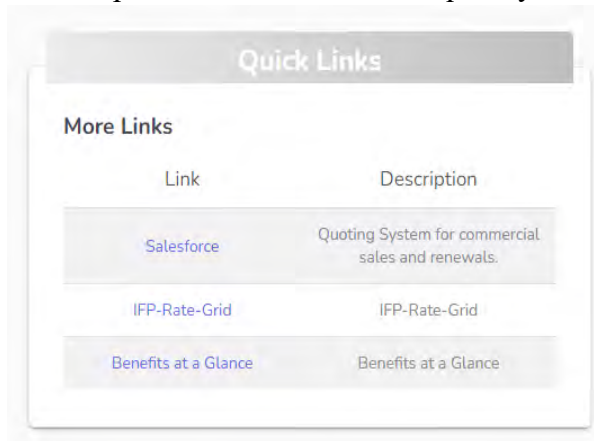 Quick Links
More Links
Link Description
Salesforce Quoting System for commercial
sales and renewals.
IFP-Rate-Grid IFP-Rate-Grid
Benefits at a Glance Benefits at a Glance